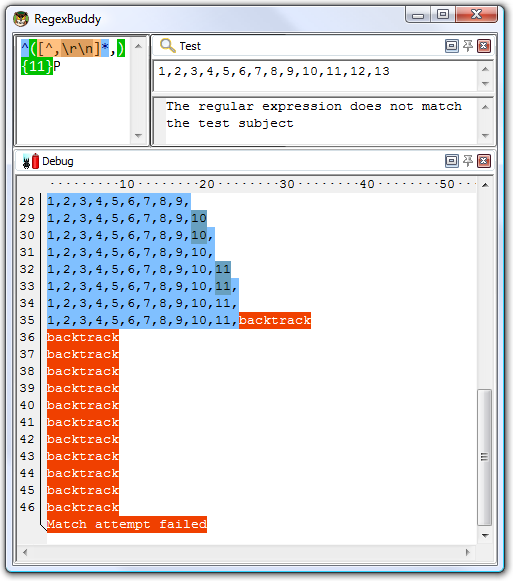 RegexBuddy
^([^,\r\n]*,)
{11}P
Test
1,2,3,4,5,6,7,8,9,10,11,12,13
The regular expression does not match
the test subject
Debug
10 20 30 40 50
28 1,2,3,4,5,6,7,8,9,
29 1,2,3,4,5,6,7,8,9,10
30 1,2,3,4,5,6,7,8,9,10,
31 1,2,3,4,5,6,7,8,9,10,
32 1,2,3,4,5,6,7,8,9,10,11
33 1,2,3,4,5,6,7,8,9,10,11,
34 1,2,3,4,5,6,7,8,9,10,11,
35 1,2,3,4,5,6,7,8,9,10,11,backtrack
36 backtrack
37 backtrack
38 backtrack
39 backtrack
40 backtrack
41 backtrack
42 backtrack
43 backtrack
44 backtrack
45 backtrack
46 backtrack
Match attempt failed